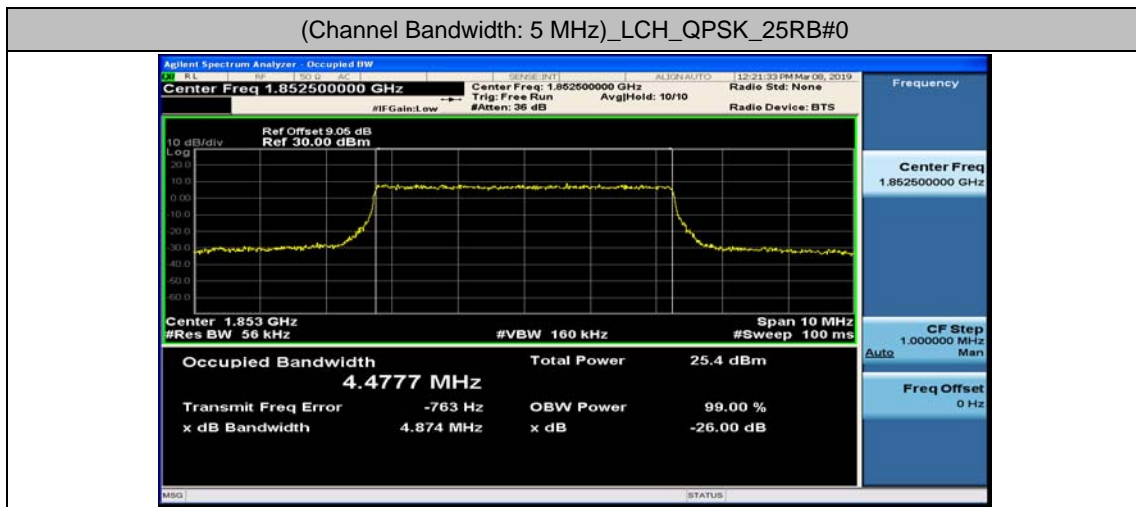 (Channel Bandwidth: 5 MHz)_LCH_QPSK_25RB#0
Agilent Spectrum Analyzer - Occupied BW
RL RF 50 Ω AC SENSE:INT ALIGN AUTO 12:21:33 PM Mar 08, 2019
Center Freq 1.852500000 GHz
Center Freq: 1.852500000 GHz
Radio Std: None
Trig: Free Run Avg|Hold: 10/10
#IFGain:Low #Atten: 36 dB Radio Device: BTS
Frequency
Ref Offset 9.05 dB
10 dB/div Ref 30.00 dBm
Log
20.0
10.0
0.00
-10.0
-20.0
-30.0
-40.0
-50.0
-60.0
Center Freq
1.852500000 GHz
Center 1.853 GHz Span 10 MHz
#Res BW 56 kHz #VBW 160 kHz #Sweep 100 ms
CF Step
1.000000 MHz
Auto Man
Occupied Bandwidth Total Power 25.4 dBm
4.4777 MHz
Transmit Freq Error -763 Hz OBW Power 99.00 %
x dB Bandwidth 4.874 MHz x dB -26.00 dB
Freq Offset
0 Hz
MSG STATUS